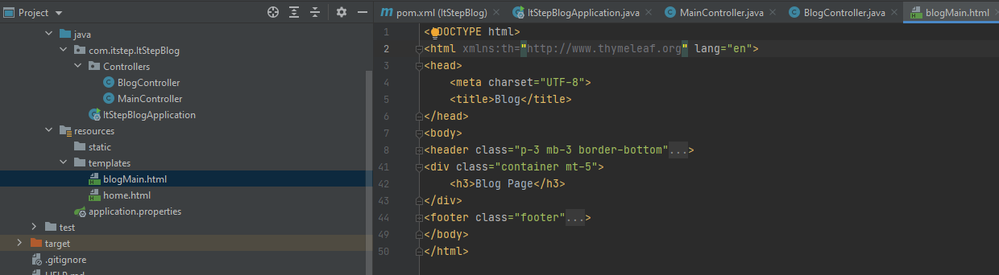 Project
java
com.itstep.ItStepBlog
Controllers
BlogController
MainController
ItStepBlogApplication
resources
static
templates
blogMain.html
home.html
application.properties
test
target
.gitignore
pom.xml (ItStepBlog)
ItStepBlogApplication.java
MainController.java
BlogController.java
blogMain.html
1 <!DOCTYPE html>
2 <html xmlns:th="http://www.thymeleaf.org" lang="en">
3 <head>
4 <meta charset="UTF-8">
5 <title>Blog</title>
6 </head>
7 <body>
8 <header class="p-3 mb-3 border-bottom"...>
41 <div class="container mt-5">
42 <h3>Blog Page</h3>
43 </div>
44 <footer class="footer"...>
49 </body>
50 </html>